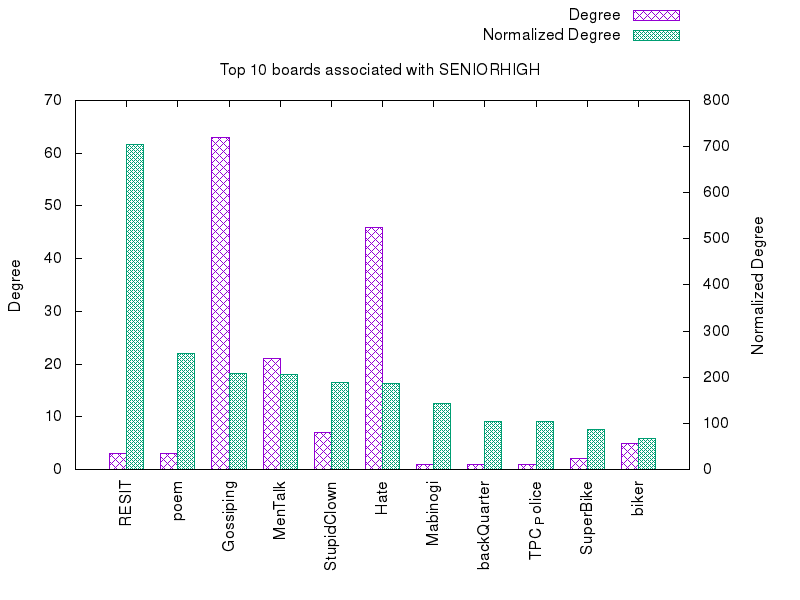 Degree
Normalized Degree
Top 10 boards associated with SENIORHIGH
70
60
50
40
30
20
10
0
800
700
600
500
400
300
200
100
0
Degree
Normalized Degree
RESIT
poem
Gossiping
MenTalk
StupidClown
Hate
Mabinogi
backQuarter
TPCPolice
SuperBike
biker